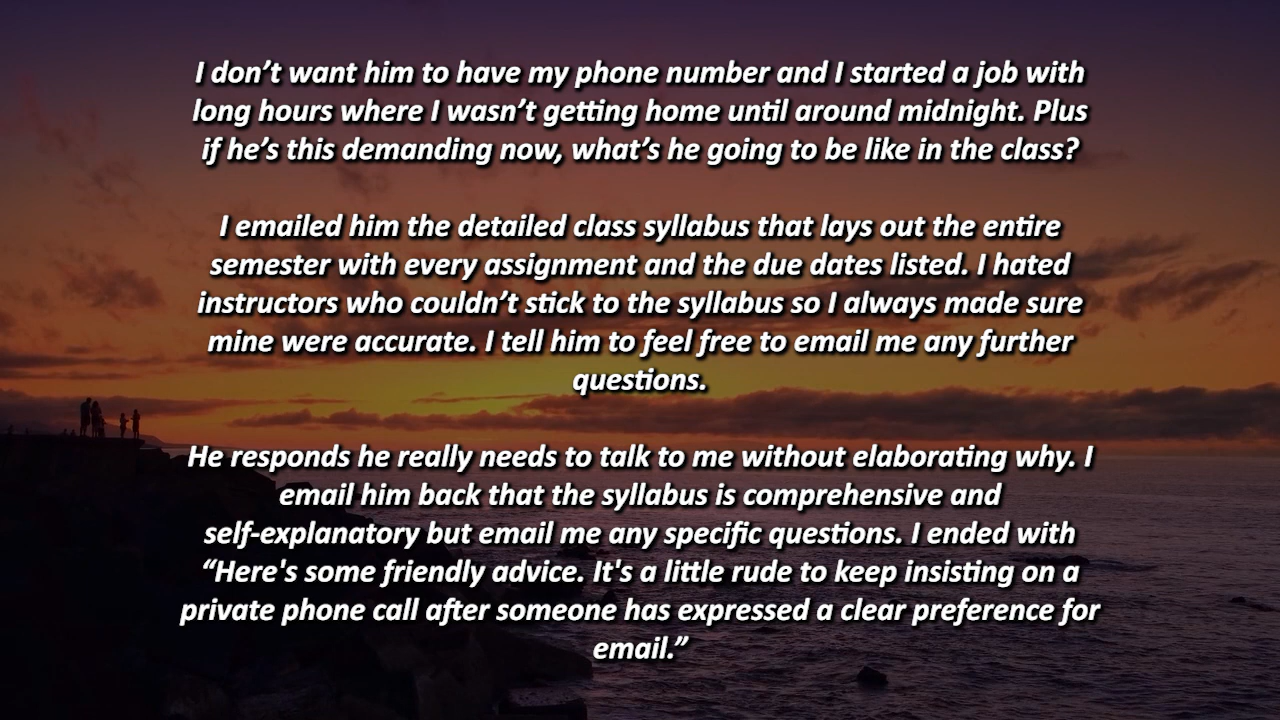 I don’t want him to have my phone number and I started a job with
long hours where I wasn’t getting home until around midnight. Plus
if he’s this demanding now, what’s he going to be like in the class?
I emailed him the detailed class syllabus that lays out the entire
semester with every assignment and the due dates listed. I hated
instructors who couldn’t stick to the syllabus so I always made sure
mine were accurate. I tell him to feel free to email me any further
questions.
He responds he really needs to talk to me without elaborating why. I
email him back that the syllabus is comprehensive and
self-explanatory but email me any specific questions. I ended with
“Here's some friendly advice. It's a little rude to keep insisting on a
private phone call after someone has expressed a clear preference for
email.”